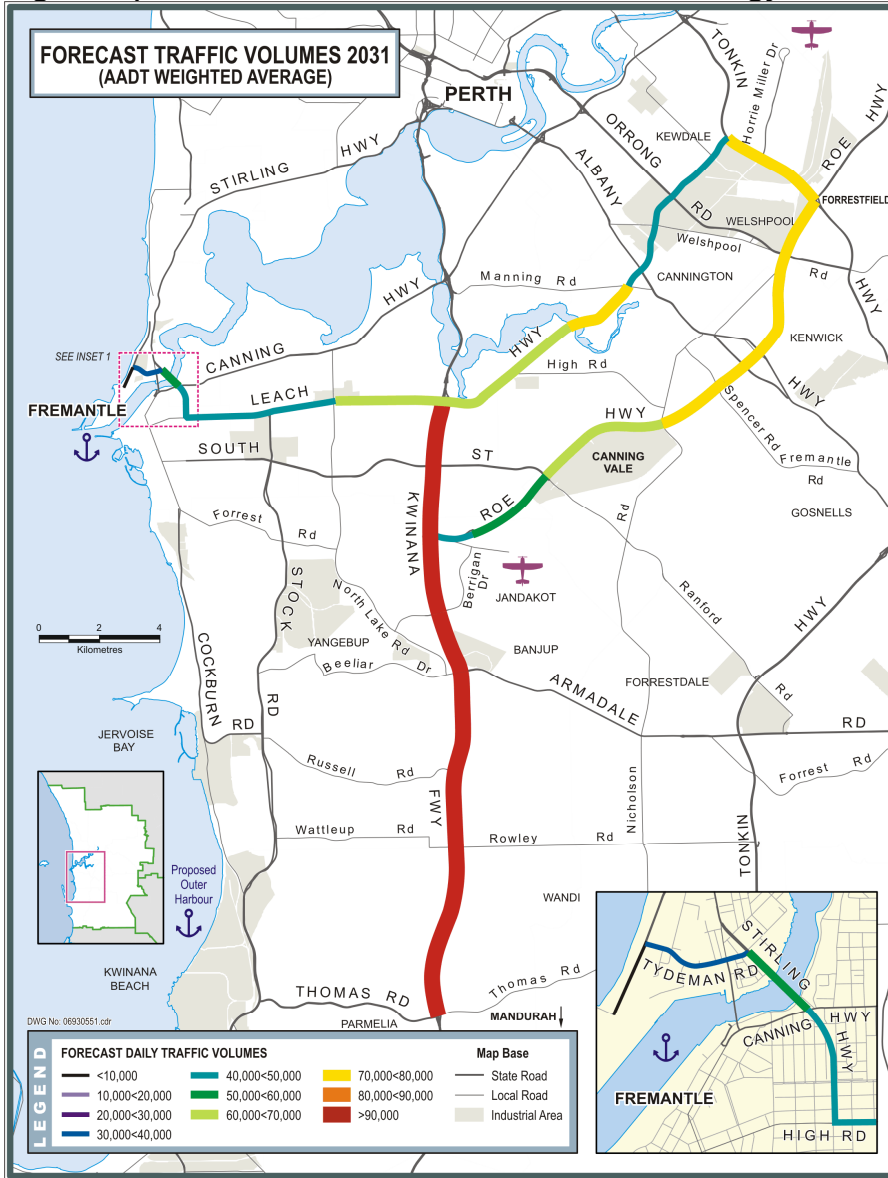 FORECAST TRAFFIC VOLUMES 2031
(AADT WEIGHTED AVERAGE)
PERTH
TONKIN
HWY
Horrie Miller Dr
KEWDALE
ORRONG
RD
ALBANY
HWY
ROE
HWY
FORRESTFIELD
WELSHPOOL
Welshpool
Rd
STIRLING
HWY
Manning Rd
CANNINGTON
KENWICK
CANNING
HWY
SEE INSET 1
FREMANTLE
LEACH
HWY
High Rd
HWY
Spencer Rd
Fremantle
Rd
GOSNELLS
SOUTH
ST
CANNING
VALE
ROE
KWINANA
FWY
Forrest
Rd
Berrigan
Dr
JANDAKOT
Rd
Ranford
Rd
HWY
STOCK
RD
North Lake Rd
YANGEBUP
Beeliar
Dr
BANJUP
FORRESTDALE
ARMADALE
RD
COCKBURN
RD
0 2 4
Kilometres
JERVOISE
BAY
Russell
Rd
Nicholson
Forrest
Rd
Wattleup
Rd
Rowley
Rd
TONKIN
Proposed
Outer
Harbour
WANDI
KWINANA
BEACH
THOMAS RD
Thomas Rd
PARMELIA
MANDURAH
DWG No: 06930551.cdr
STIRLING
HWY
TYDEMAN RD
CANNING
HWY
FREMANTLE
HIGH RD
LEGEND
FORECAST DAILY TRAFFIC VOLUMES
<10,000
10,000<20,000
20,000<30,000
30,000<40,000
40,000<50,000
50,000<60,000
60,000<70,000
70,000<80,000
80,000<90,000
>90,000
Map Base
State Road
Local Road
Industrial Area